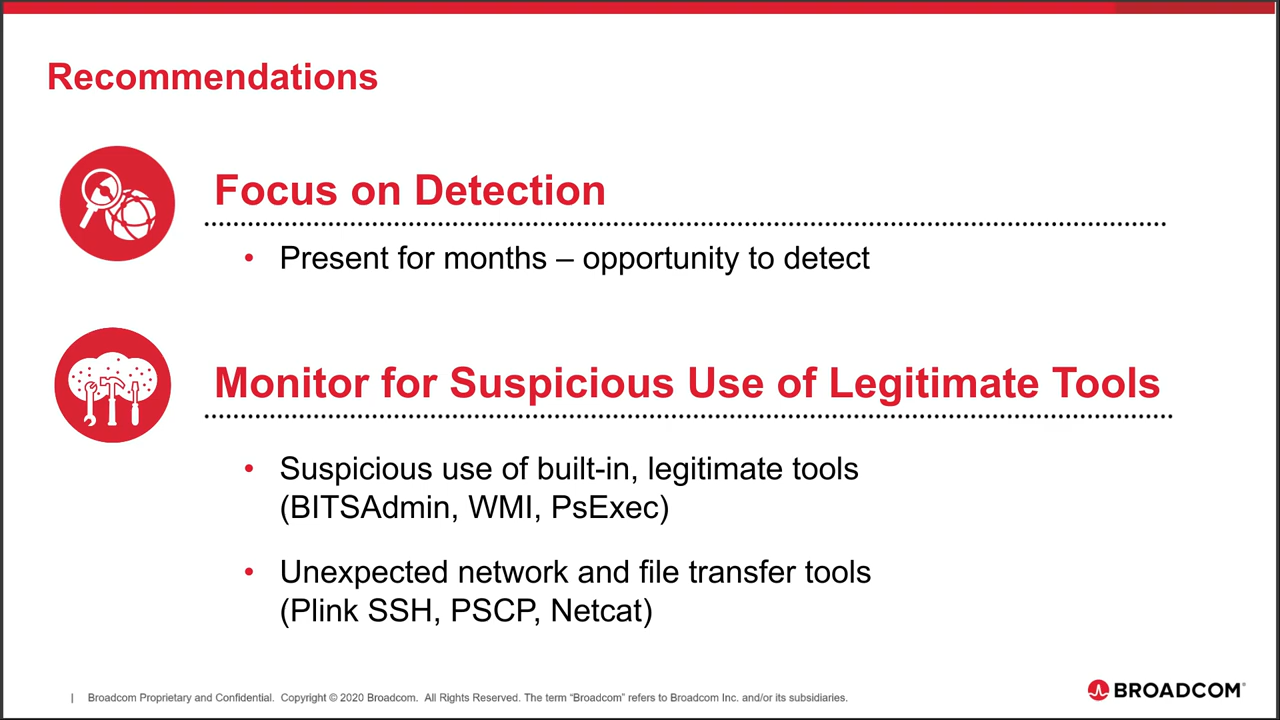 Recommendations
Focus on Detection
• Present for months – opportunity to detect
Monitor for Suspicious Use of Legitimate Tools
• Suspicious use of built-in, legitimate tools
(BITSAdmin, WMI, PsExec)
• Unexpected network and file transfer tools
(Plink SSH, PSCP, Netcat)
| Broadcom Proprietary and Confidential. Copyright © 2020 Broadcom. All Rights Reserved. The term “Broadcom” refers to Broadcom Inc. and/or its subsidiaries.
BROADCOM®